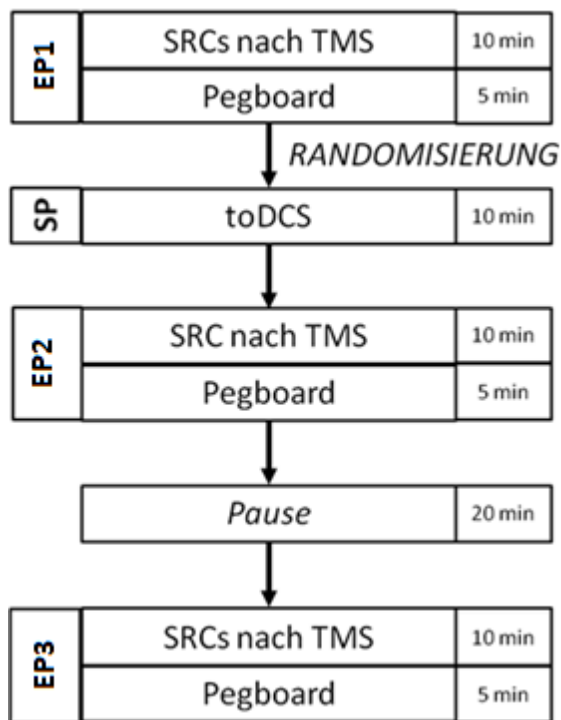 EP1
SRCs nach TMS 10 min
Pegboard 5 min
RANDOMISIERUNG
SP
toDCS 10 min
EP2
SRC nach TMS 10 min
Pegboard 5 min
Pause 20 min
EP3
SRCs nach TMS 10 min
Pegboard 5 min